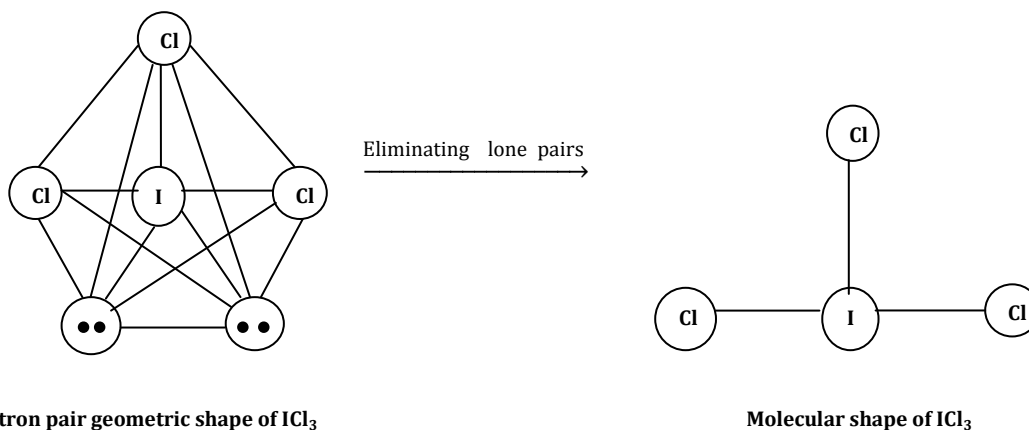 Cl
Eliminating lone pairs
Cl
Cl I Cl
Cl I Cl
tron pair geometric shape of ICl₃
Molecular shape of ICl₃